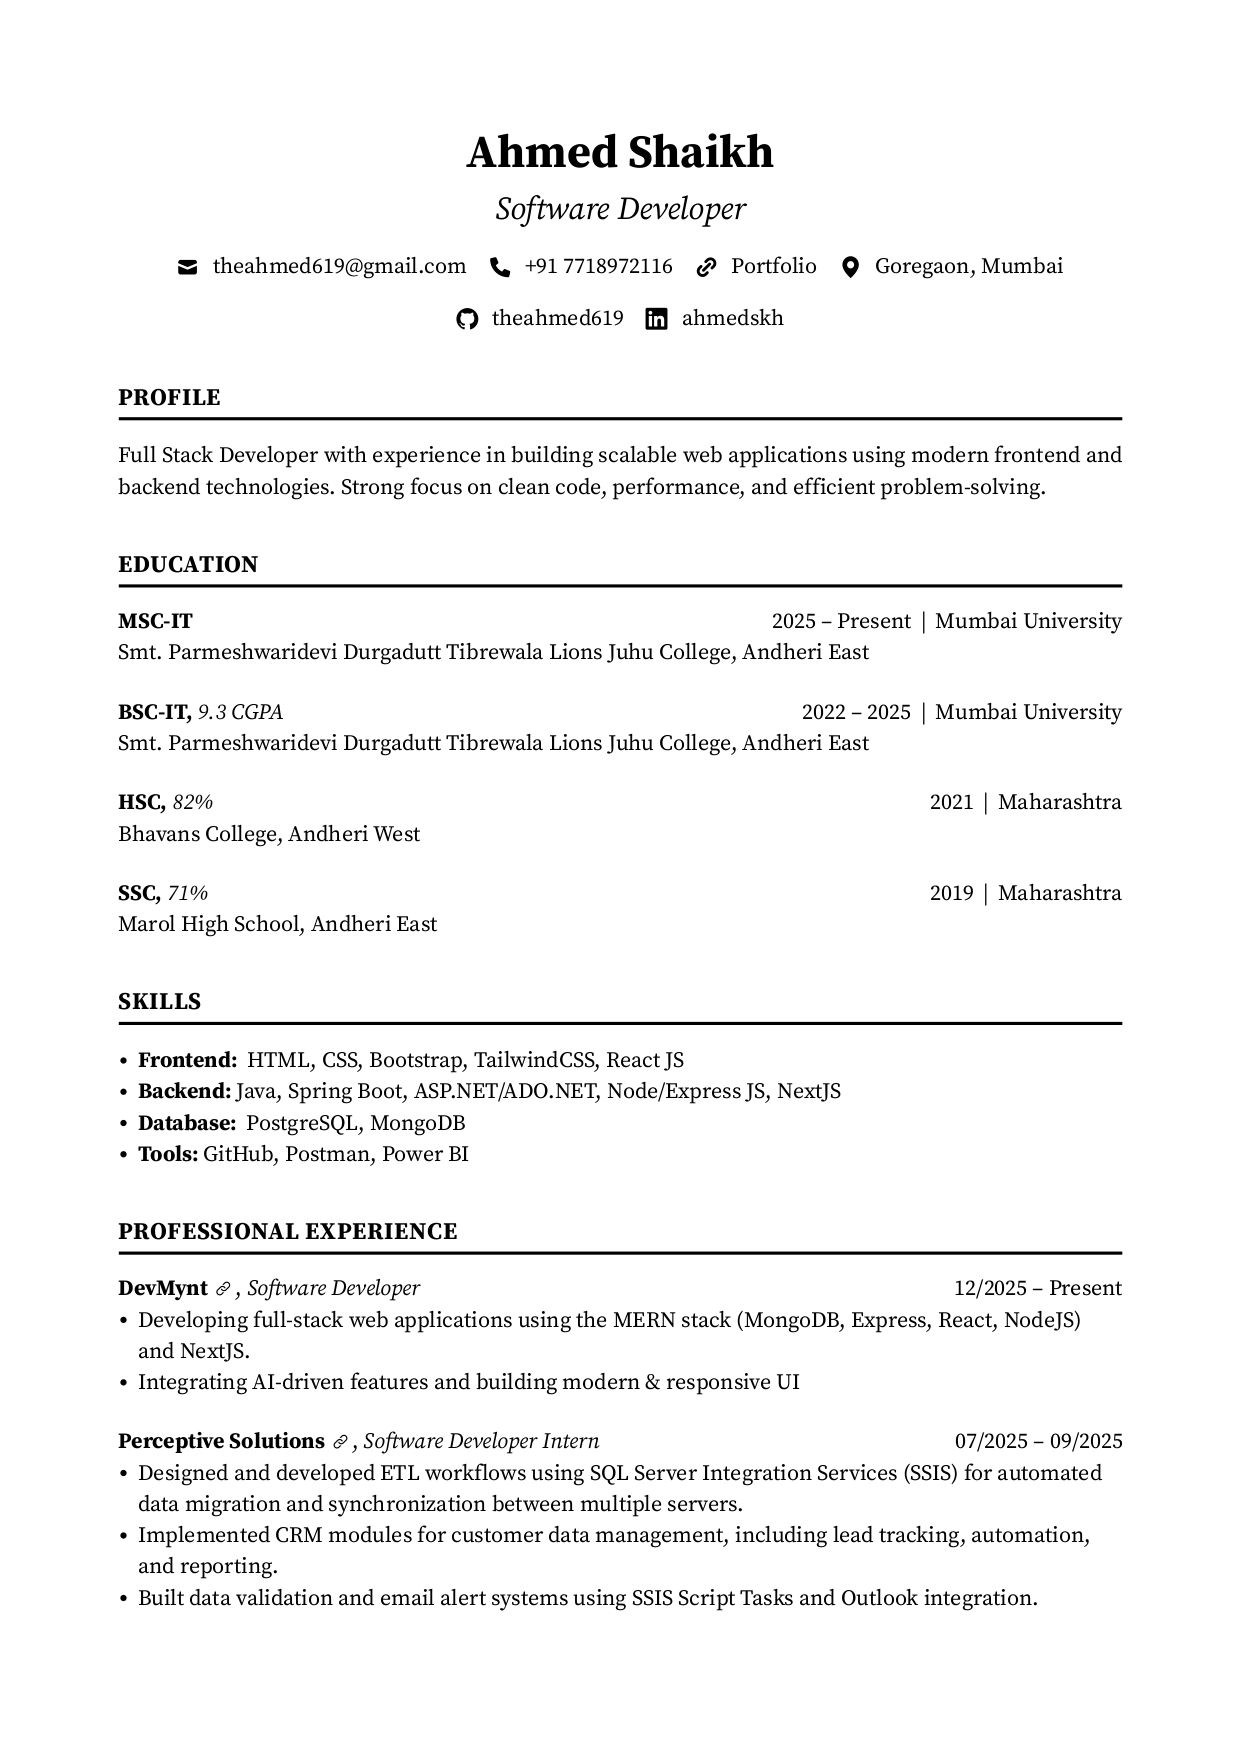 Ahmed Shaikh
Software Developer
theahmed619@gmail.com +91 7718972116 Portfolio Goregaon, Mumbai
theahmed619 ahmedskh
PROFILE
Full Stack Developer with experience in building scalable web applications using modern frontend and
backend technologies. Strong focus on clean code, performance, and efficient problem-solving.
EDUCATION
MSC-IT 2025 – Present | Mumbai University
Smt. Parmeshwaridevi Durgadutt Tibrewala Lions Juhu College, Andheri East
BSC-IT, 9.3 CGPA 2022 – 2025 | Mumbai University
Smt. Parmeshwaridevi Durgadutt Tibrewala Lions Juhu College, Andheri East
HSC, 82% 2021 | Maharashtra
Bhavans College, Andheri West
SSC, 71% 2019 | Maharashtra
Marol High School, Andheri East
SKILLS
• Frontend: HTML, CSS, Bootstrap, TailwindCSS, React JS
• Backend: Java, Spring Boot, ASP.NET/ADO.NET, Node/Express JS, NextJS
• Database: PostgreSQL, MongoDB
• Tools: GitHub, Postman, Power BI
PROFESSIONAL EXPERIENCE
DevMynt , Software Developer 12/2025 – Present
• Developing full-stack web applications using the MERN stack (MongoDB, Express, React, NodeJS)
and NextJS.
• Integrating AI-driven features and building modern & responsive UI
Perceptive Solutions , Software Developer Intern 07/2025 – 09/2025
• Designed and developed ETL workflows using SQL Server Integration Services (SSIS) for automated
data migration and synchronization between multiple servers.
• Implemented CRM modules for customer data management, including lead tracking, automation,
and reporting.
• Built data validation and email alert systems using SSIS Script Tasks and Outlook integration.